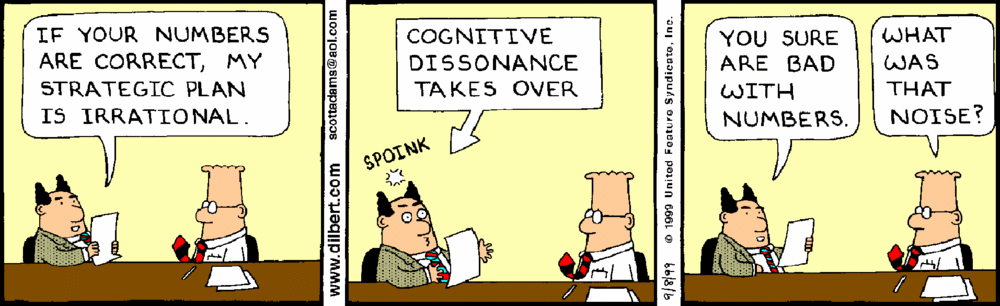 IF YOUR NUMBERS
ARE CORRECT, MY
STRATEGIC PLAN
IS IRRATIONAL.
www.dilbert.com scottadams@aol.com
COGNITIVE
DISSONANCE
TAKES OVER
SPOINK
9/8/99 © 1999 United Feature Syndicate, Inc.
YOU SURE
ARE BAD
WITH
NUMBERS.
WHAT
WAS
THAT
NOISE?